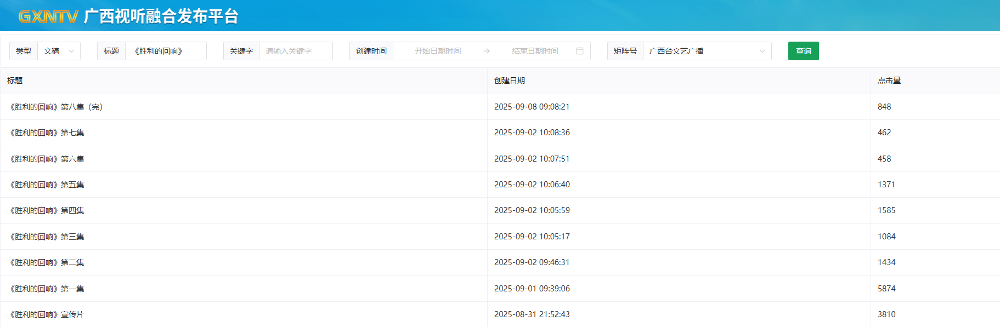 GXNTV 广西视听融合发布平台
类型 文稿 标题 《胜利的回响》 关键字 请输入关键字 创建时间 开始日期时间 → 结束日期时间 矩阵号 广西台文艺广播 查询
标题 创建日期 点击量
《胜利的回响》第八集（完） 2025-09-08 09:08:21 848
《胜利的回响》第七集 2025-09-02 10:08:36 462
《胜利的回响》第六集 2025-09-02 10:07:51 458
《胜利的回响》第五集 2025-09-02 10:06:40 1371
《胜利的回响》第四集 2025-09-02 10:05:59 1585
《胜利的回响》第三集 2025-09-02 10:05:17 1084
《胜利的回响》第二集 2025-09-02 09:46:31 1434
《胜利的回响》第一集 2025-09-01 09:39:06 5874
《胜利的回响》宣传片 2025-08-31 21:52:43 3810